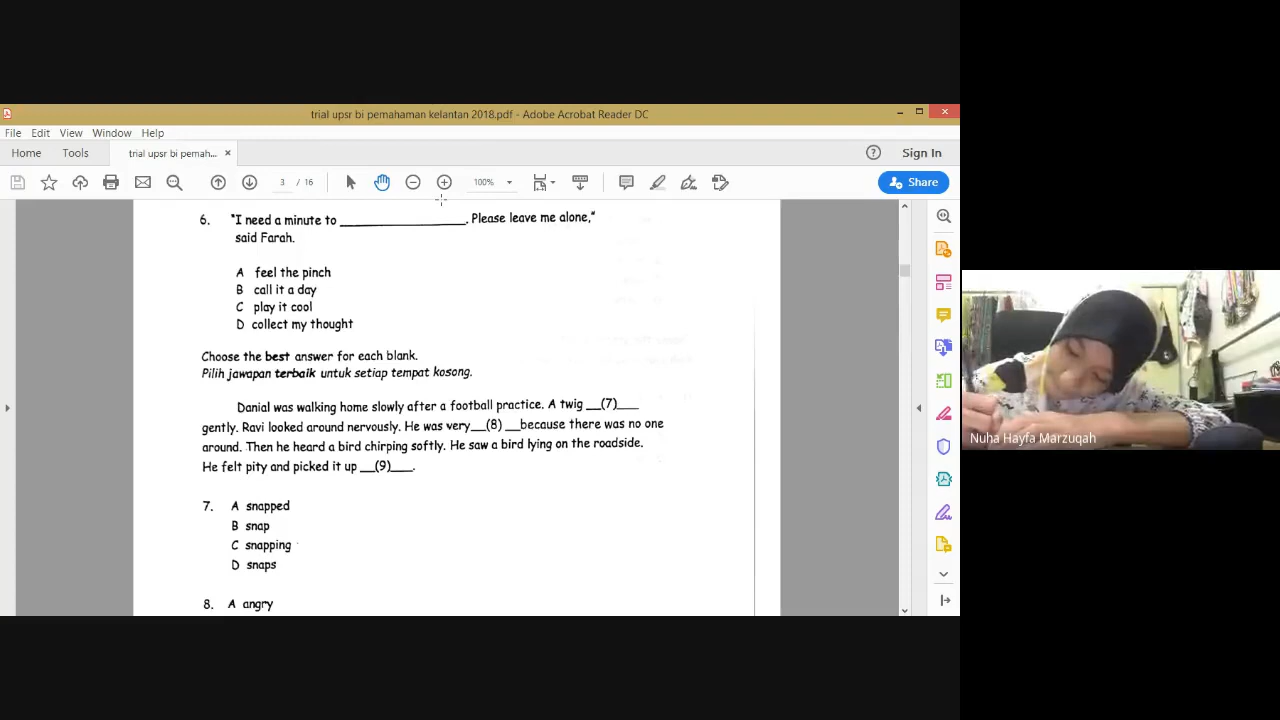 trial upsr bi pemahaman kelantan 2018.pdf - Adobe Acrobat Reader DC
File Edit View Window Help
Home Tools trial upsr bi pemah... × Sign In
3 / 16 100% Share
6. "I need a minute to ____________________. Please leave me alone,"
said Farah.
A feel the pinch
B call it a day
C play it cool
D collect my thought
Choose the best answer for each blank.
Pilih jawapan terbaik untuk setiap tempat kosong.
Danial was walking home slowly after a football practice. A twig __(7)___
gently. Ravi looked around nervously. He was very__(8) __because there was no one
around. Then he heard a bird chirping softly. He saw a bird lying on the roadside.
He felt pity and picked it up __(9)___.
7. A snapped
B snap
C snapping
D snaps
8. A angry
Nuha Hayfa Marzuqah